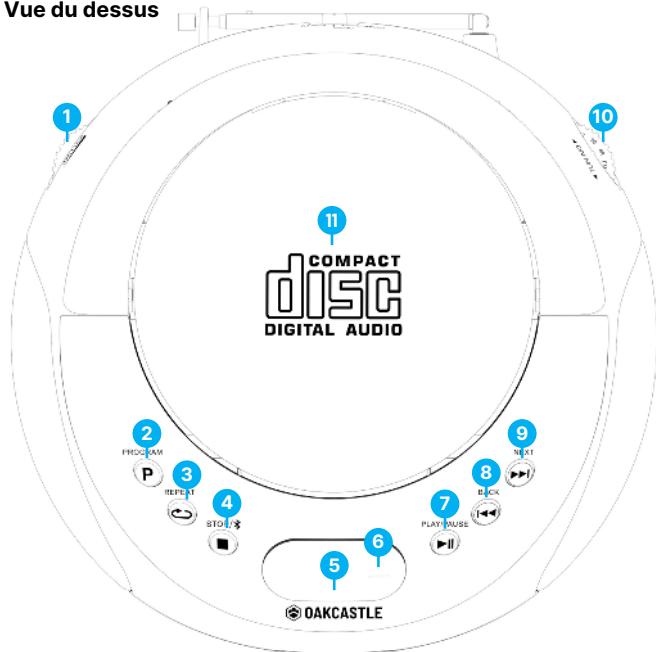 Vue du dessus
1
10
11
COMPACT
disc
DIGITAL AUDIO
2
9
PROGRAM
NEXT
P
3
8
REPEAT
BACK
4
7
STOP/
PLAY/PAUSE
6
5
OAKCASTLE